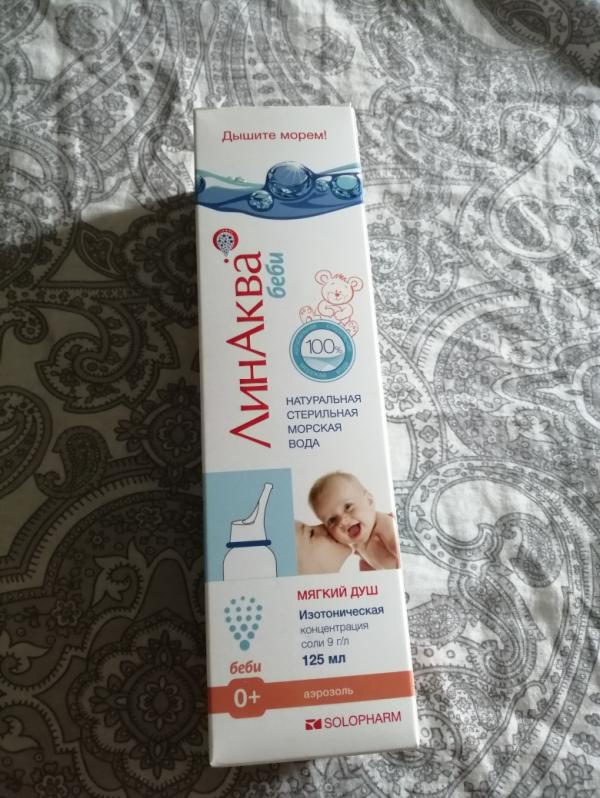 Дышите морем!
ЛинАква
беби
100%
НАТУРАЛЬНАЯ
СТЕРИЛЬНАЯ
МОРСКАЯ
ВОДА
МЯГКИЙ ДУШ
Изотоническая
концентрация
соли 9 г/л
125 мл
беби
0+
аэрозоль
SOLOPHARM